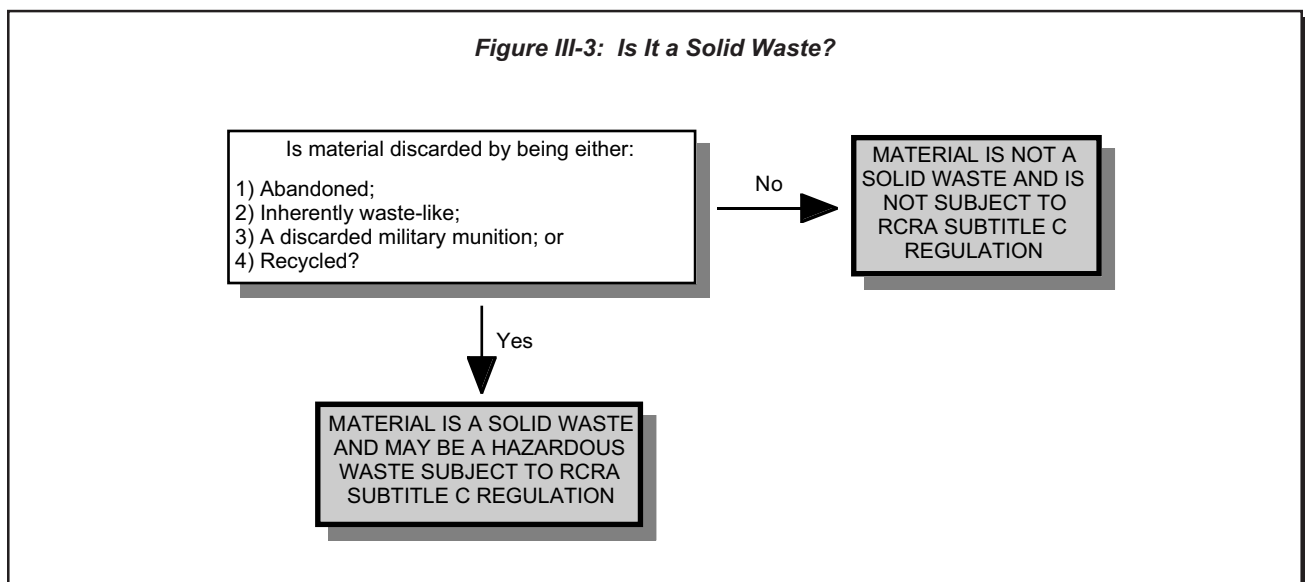 Figure III-3: Is It a Solid Waste?
Is material discarded by being either:
1) Abandoned;
2) Inherently waste-like;
3) A discarded military munition; or
4) Recycled?
No
MATERIAL IS NOT A
SOLID WASTE AND IS
NOT SUBJECT TO
RCRA SUBTITLE C
REGULATION
Yes
MATERIAL IS A SOLID WASTE
AND MAY BE A HAZARDOUS
WASTE SUBJECT TO RCRA
SUBTITLE C REGULATION